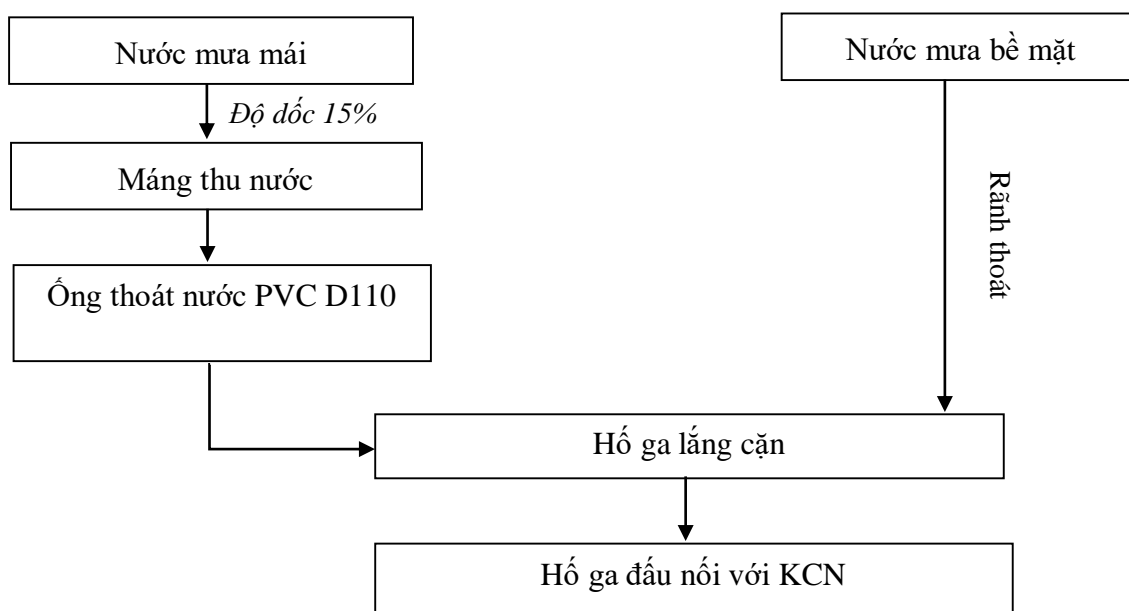 Nước mưa mái
Nước mưa bề mặt
Độ dốc 15%
Máng thu nước
Rãnh thoát
Ống thoát nước PVC D110
Hố ga lắng cặn
Hố ga đấu nối với KCN